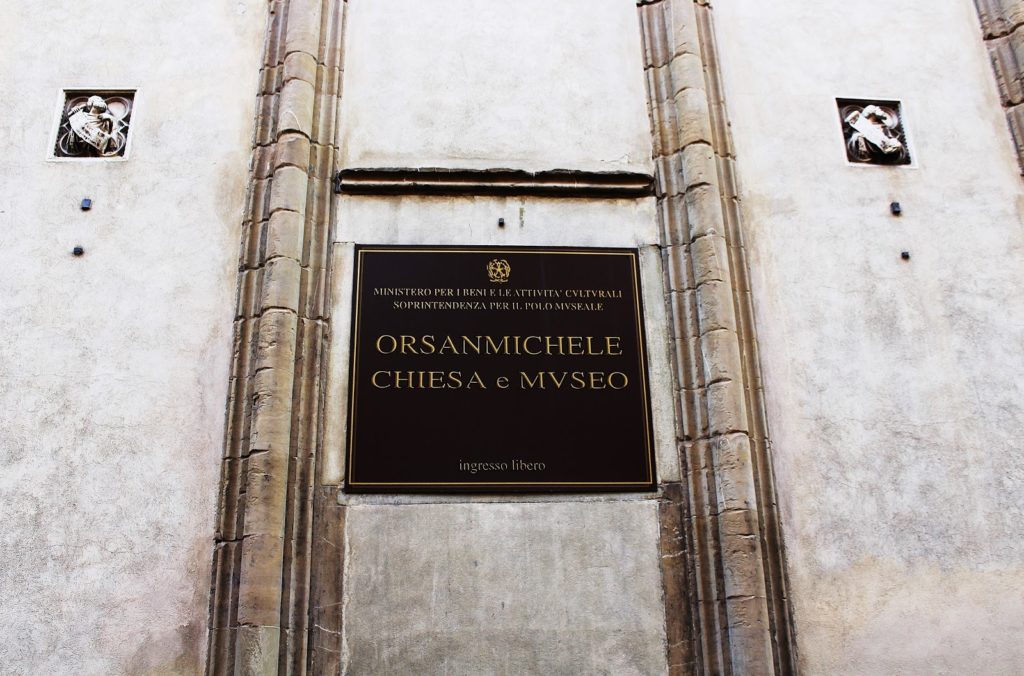 MINISTERO PER I BENI E LE ATTIVITA' CVLTVRALI
SOPRINTENDENZA PER IL POLO MVSEALE
ORSANMICHELE
CHIESA e MVSEO
ingresso libero